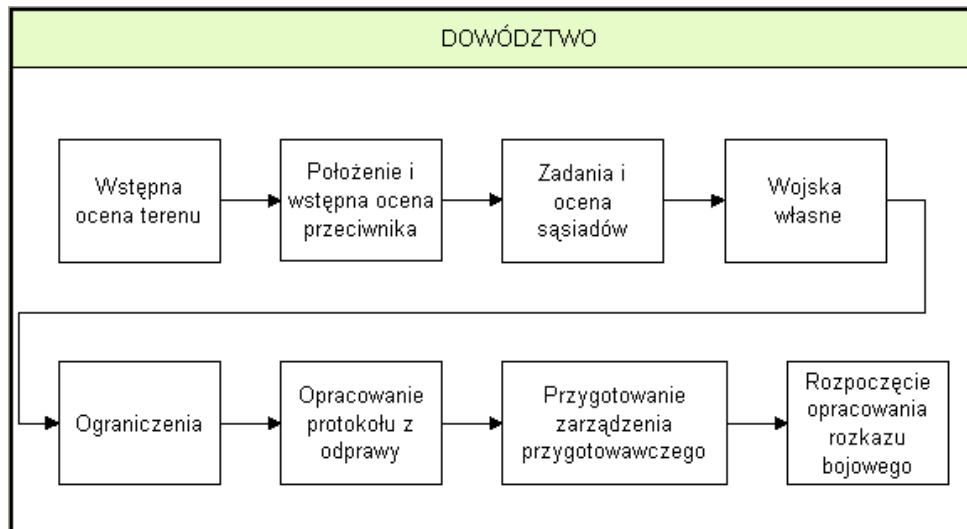 DOWÓDZTWO
Wstępna
ocena terenu
Położenie i
wstępna ocena
przeciwnika
Zadania i
ocena
sąsiadów
Wojska
własne
Ograniczenia
Opracowanie
protokołu z
odprawy
Przygotowanie
zarządzenia
przygotowawczego
Rozpoczęcie
opracowania
rozkazu
bojowego